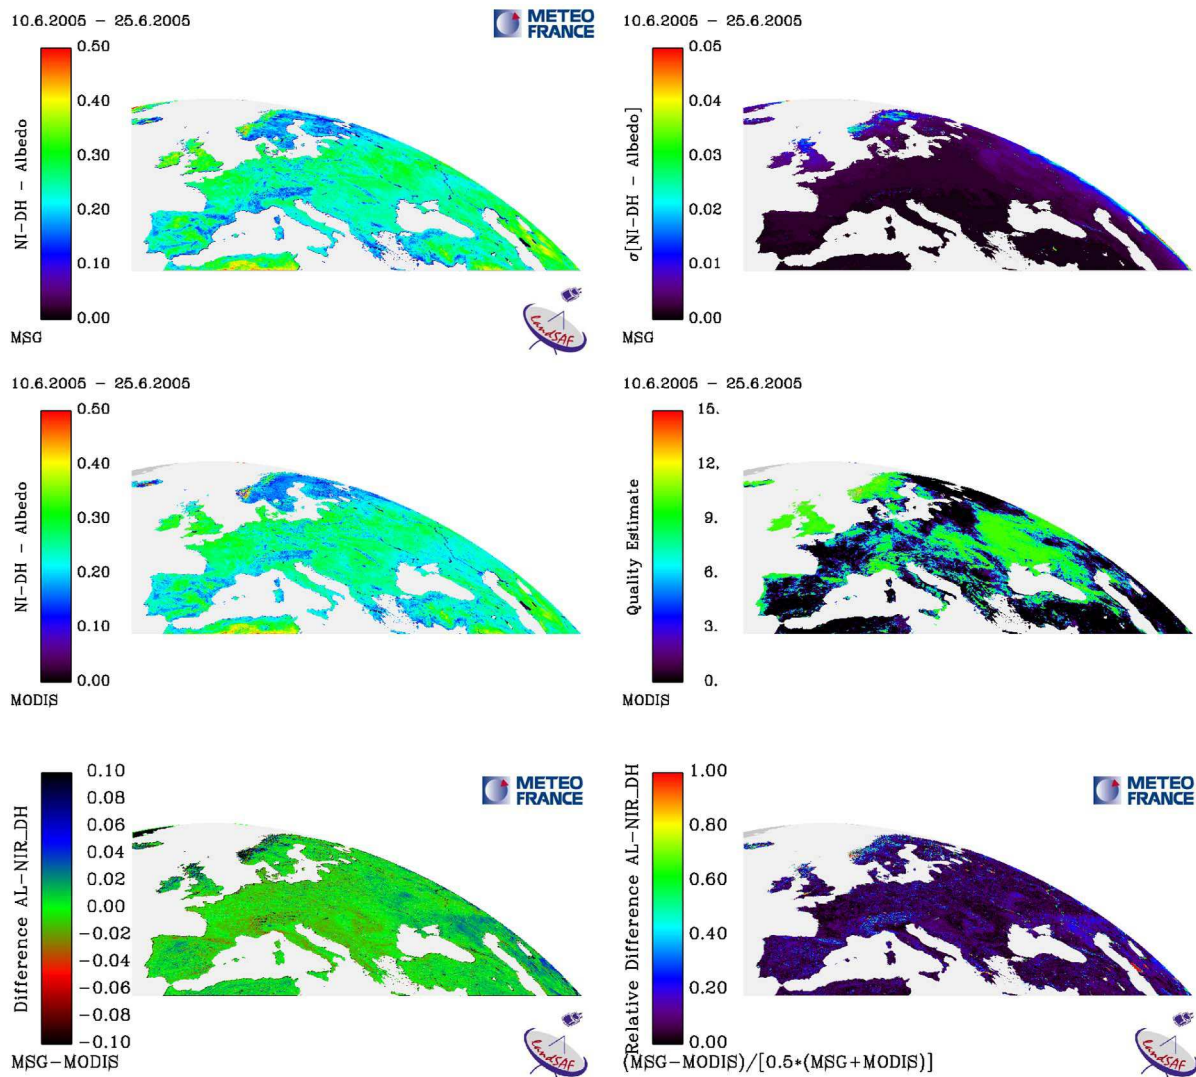 10.6.2005 – 25.6.2005
METEO
FRANCE
NI–DH – Albedo
0.50
0.40
0.30
0.20
0.10
0.00
MSG
LandSAF
10.6.2005 – 25.6.2005
σ[NI–DH – Albedo]
0.05
0.04
0.03
0.02
0.01
0.00
MSG
10.6.2005 – 25.6.2005
NI–DH – Albedo
0.50
0.40
0.30
0.20
0.10
0.00
MODIS
10.6.2005 – 25.6.2005
Quality Estimate
15.
12.
9.
6.
3.
0.
MODIS
Difference AL–NIR_DH
0.10
0.08
0.06
0.04
0.02
0.00
−0.02
−0.04
−0.06
−0.08
−0.10
METEO
FRANCE
MSG–MODIS
LandSAF
Relative Difference AL–NIR_DH
1.00
0.80
0.60
0.40
0.20
0.00
METEO
FRANCE
(MSG–MODIS)/[0.5*(MSG+MODIS)]
LandSAF